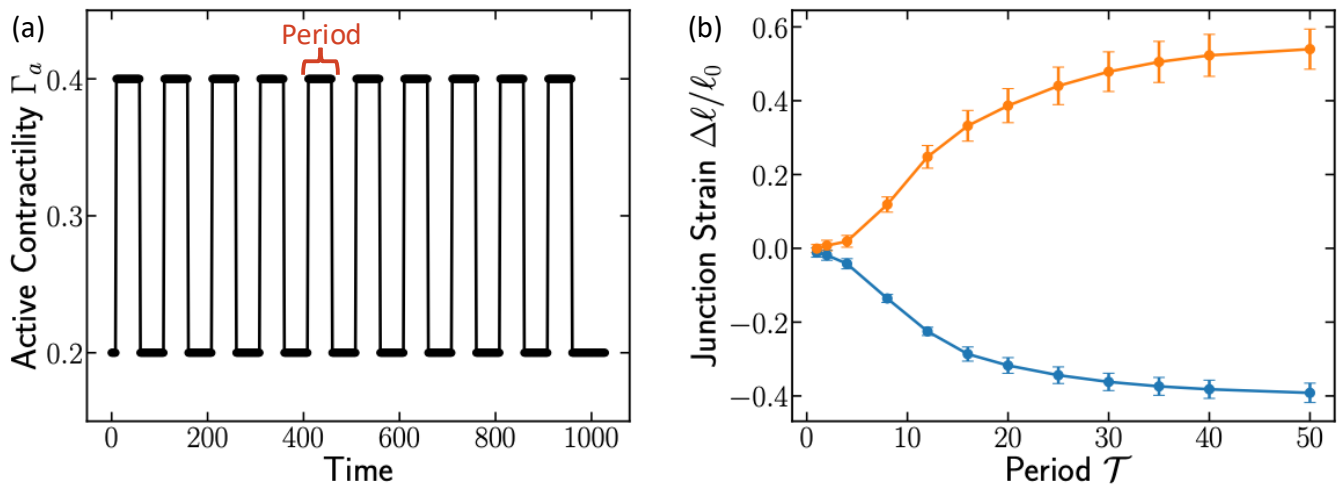 (a)
Period
Active Contractility Γₐ
0.4
0.3
0.2
0 200 400 600 800 1000
Time
(b)
Junction Strain Δℓ/ℓ₀
0.6
0.4
0.2
0.0
−0.2
−0.4
0 10 20 30 40 50
Period 𝒯